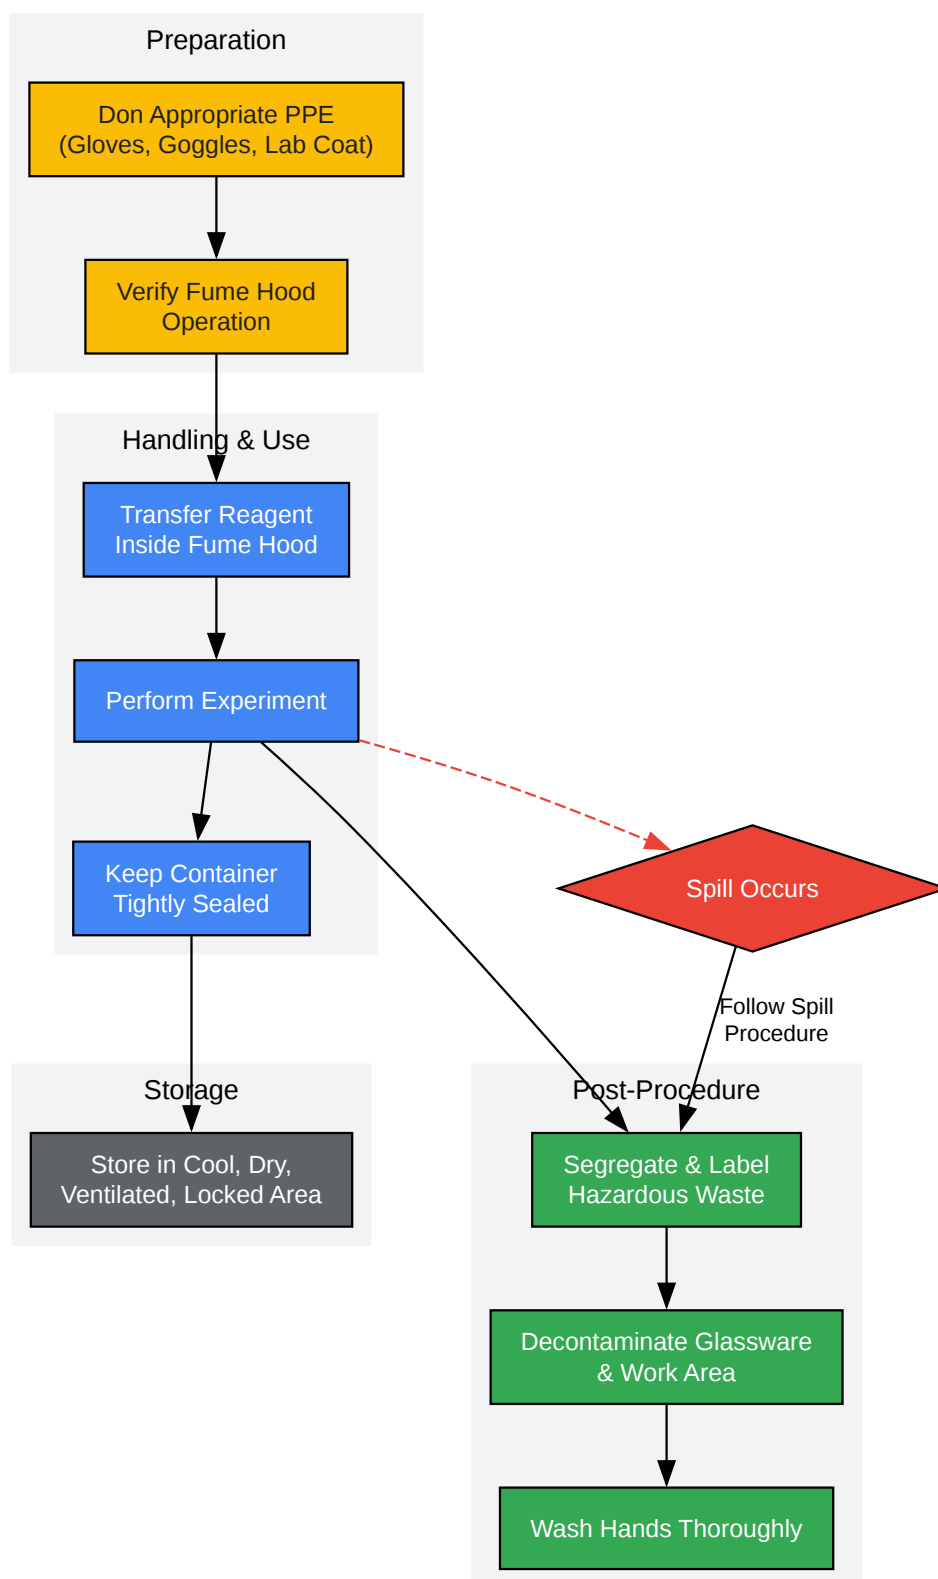 Preparation
Don Appropriate PPE
(Gloves, Goggles, Lab Coat)
Verify Fume Hood
Operation
Handling & Use
Transfer Reagent
Inside Fume Hood
Perform Experiment
Keep Container
Tightly Sealed
Spill Occurs
Follow Spill
Procedure
Storage
Store in Cool, Dry,
Ventilated, Locked Area
Post-Procedure
Segregate & Label
Hazardous Waste
Decontaminate Glassware
& Work Area
Wash Hands Thoroughly